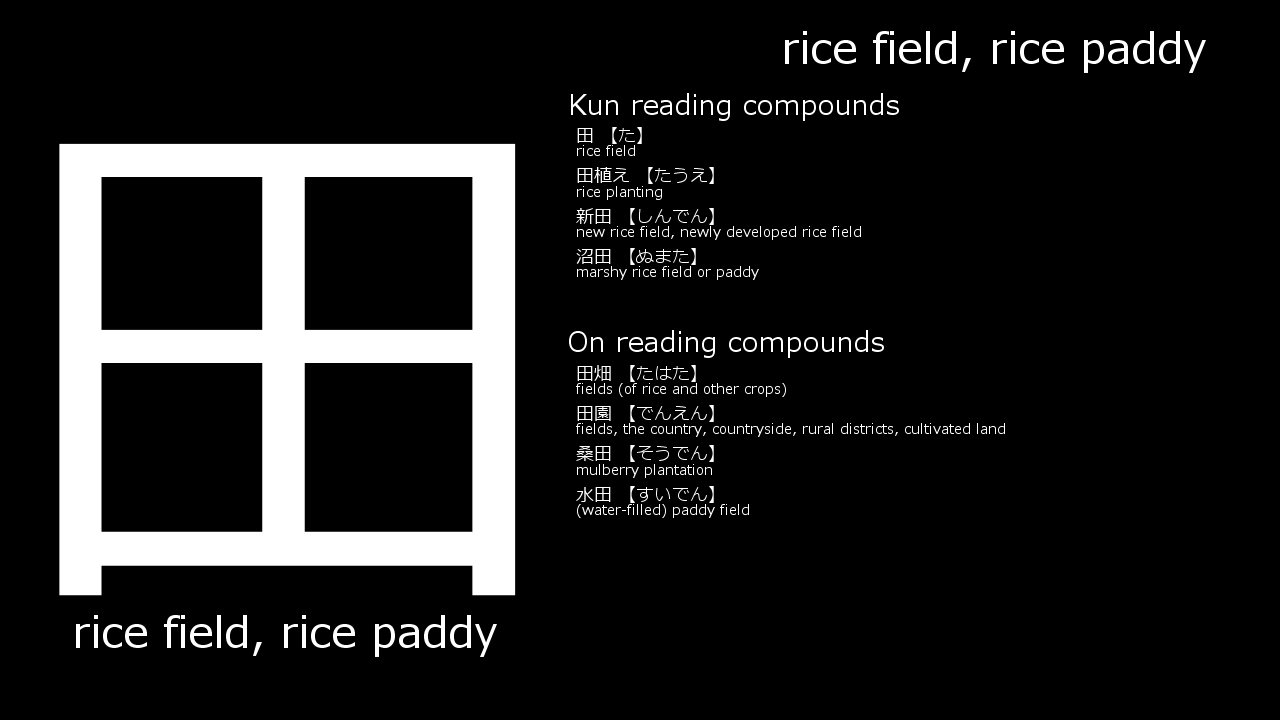 rice field, rice paddy
田
rice field, rice paddy
Kun reading compounds
田 【た】
rice field
田植え 【たうえ】
rice planting
新田 【しんでん】
new rice field, newly developed rice field
沼田 【ぬまた】
marshy rice field or paddy
On reading compounds
田畑 【たはた】
fields (of rice and other crops)
田園 【でんえん】
fields, the country, countryside, rural districts, cultivated land
桑田 【そうでん】
mulberry plantation
水田 【すいでん】
(water-filled) paddy field